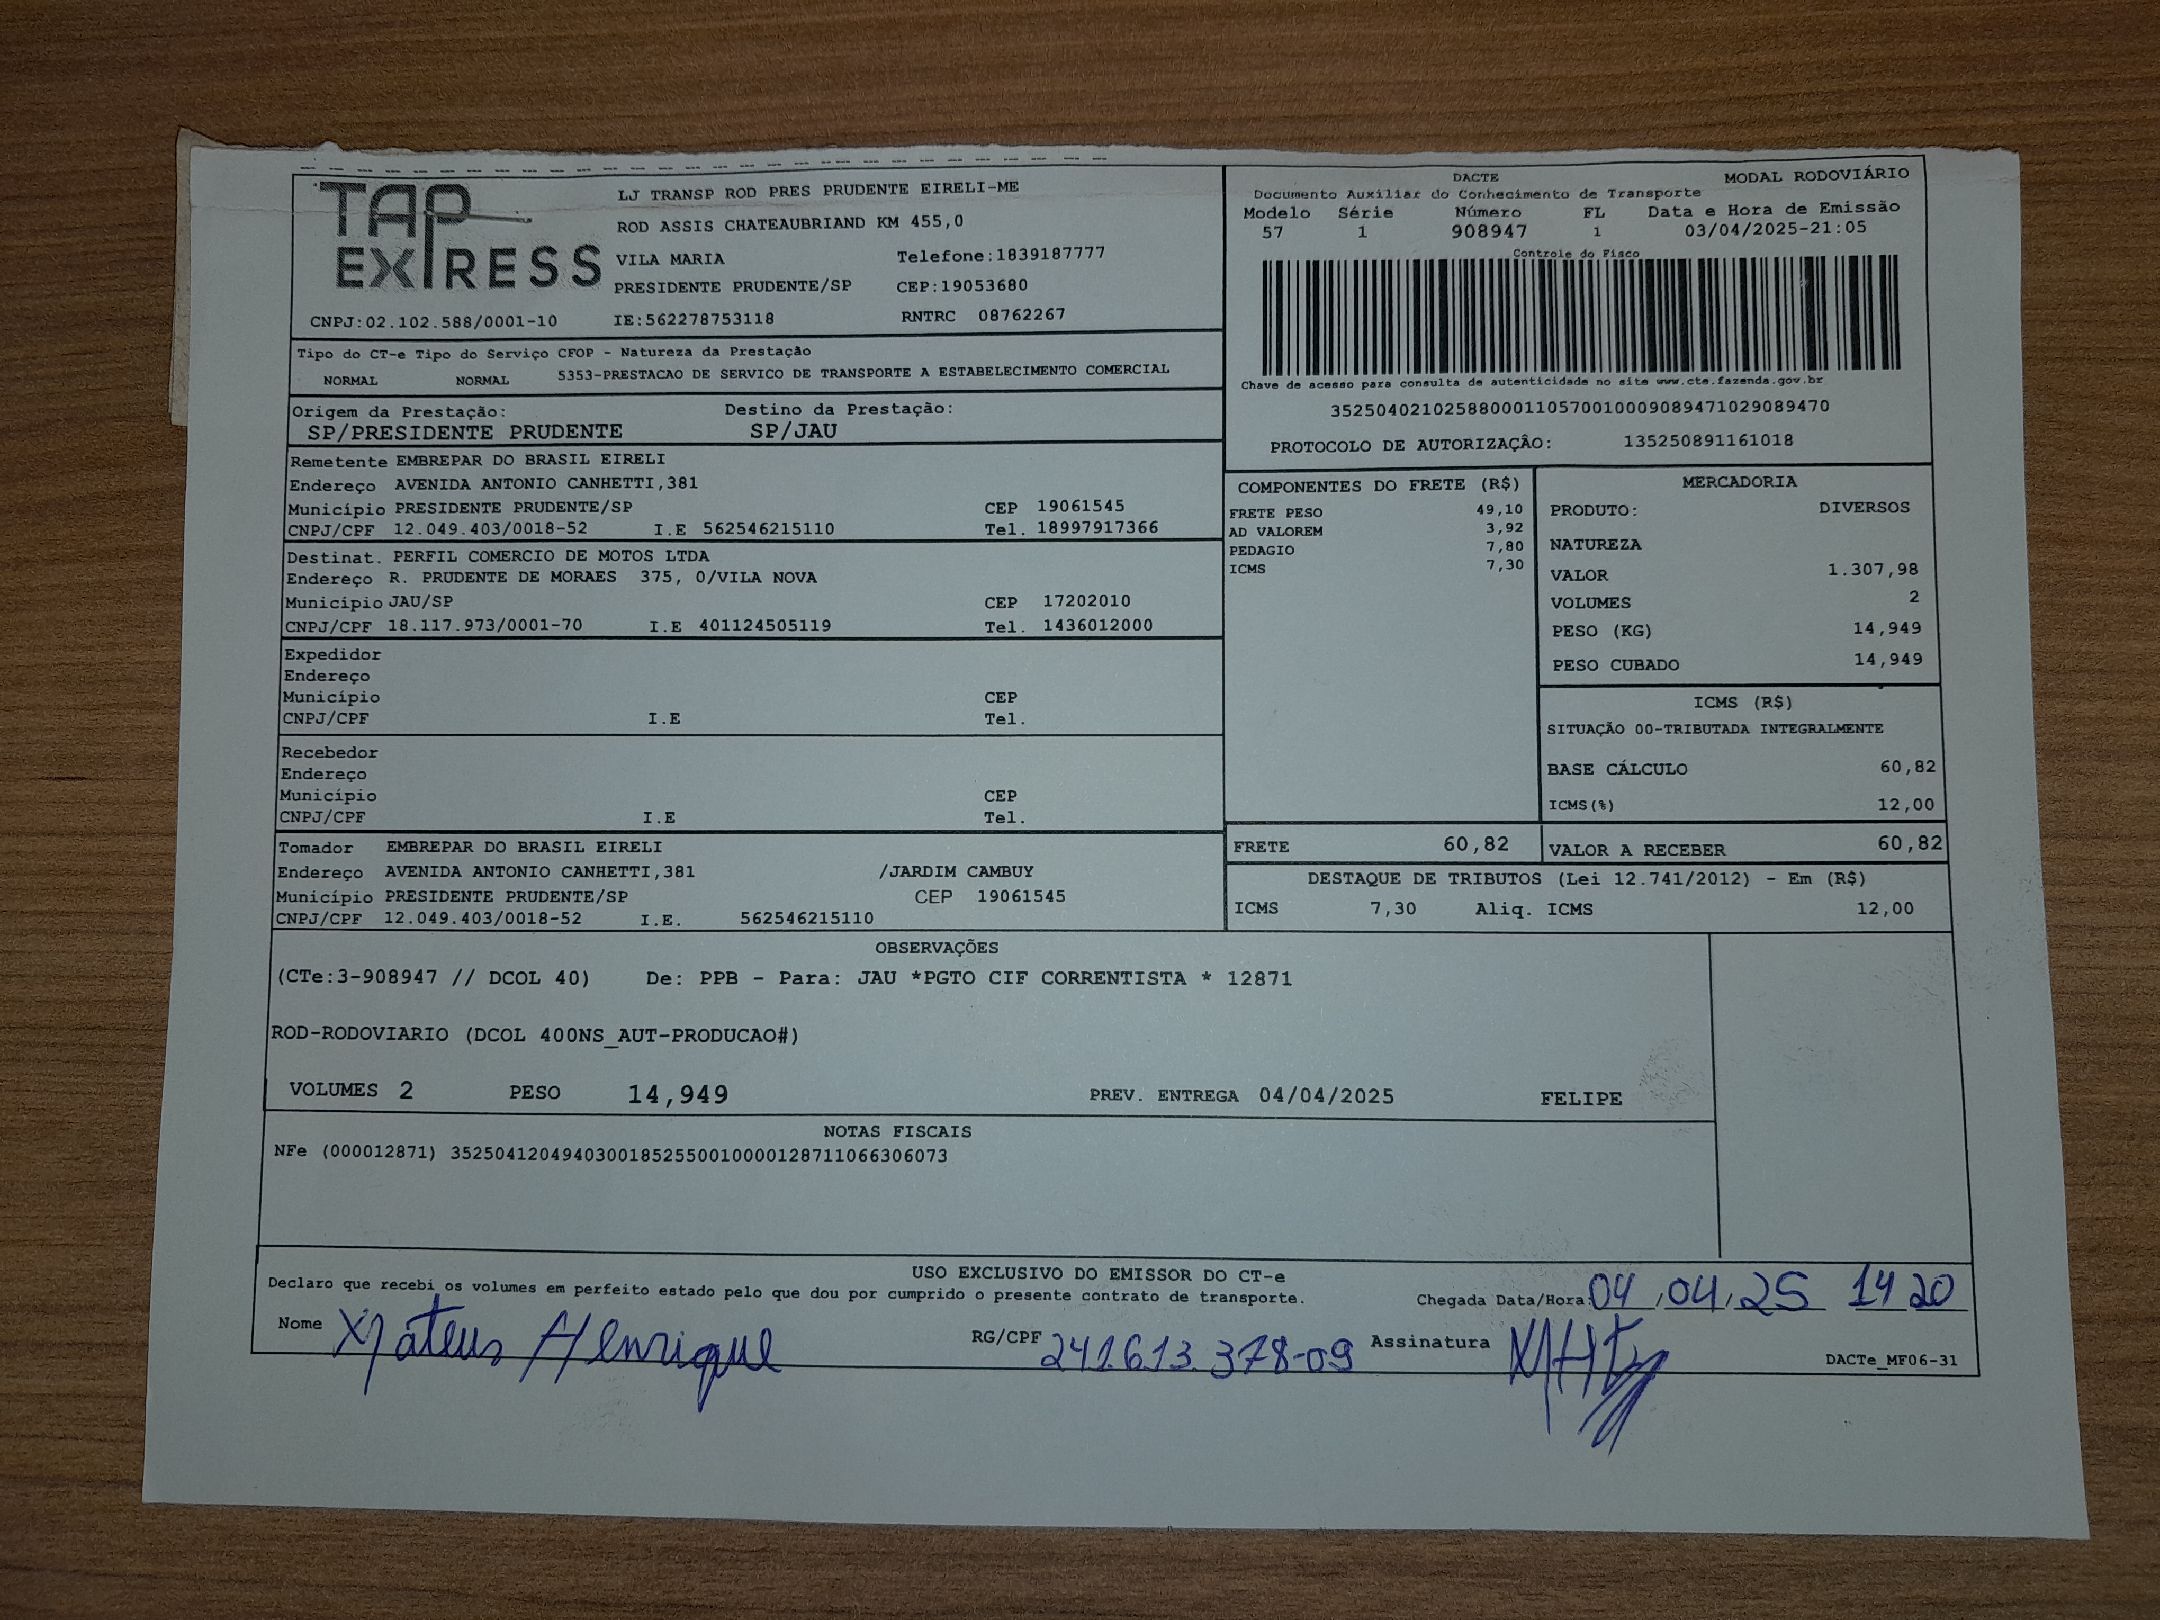 TAP EXPRESS
LJ TRANSP ROD PRES PRUDENTE EIRELI-ME
ROD ASSIS CHATEAUBRIAND KM 455,0
VILA MARIA Telefone:1839187777
PRESIDENTE PRUDENTE/SP CEP:19053680
CNPJ:02.102.588/0001-10 IE:562278753118 RNTRC 08762267
DACTE MODAL RODOVIÁRIO
Documento Auxiliar do Conhecimento de Transporte
Modelo Série Número FL Data e Hora de Emissão
57 1 908947 1 03/04/2025-21:05
Controle do Fisco
Chave de acesso para consulta de autenticidade no site www.cte.fazenda.gov.br
35250402102588000110570010009089471029089470
PROTOCOLO DE AUTORIZAÇÂO: 135250891161018
Tipo do CT-e Tipo do Serviço CFOP - Natureza da Prestação
NORMAL NORMAL 5353-PRESTACAO DE SERVICO DE TRANSPORTE A ESTABELECIMENTO COMERCIAL
Origem da Prestação: Destino da Prestação:
SP/PRESIDENTE PRUDENTE SP/JAU
Remetente EMBREPAR DO BRASIL EIRELI
Endereço AVENIDA ANTONIO CANHETTI,381
Município PRESIDENTE PRUDENTE/SP CEP 19061545
CNPJ/CPF 12.049.403/0018-52 I.E 562546215110 Tel. 18997917366
Destinat. PERFIL COMERCIO DE MOTOS LTDA
Endereço R. PRUDENTE DE MORAES 375, 0/VILA NOVA
Município JAU/SP CEP 17202010
CNPJ/CPF 18.117.973/0001-70 I.E 401124505119 Tel. 1436012000
Expedidor
Endereço
Município CEP
CNPJ/CPF I.E Tel.
Recebedor
Endereço
Município CEP
CNPJ/CPF I.E Tel.
Tomador EMBREPAR DO BRASIL EIRELI
Endereço AVENIDA ANTONIO CANHETTI,381 /JARDIM CAMBUY
Município PRESIDENTE PRUDENTE/SP CEP 19061545
CNPJ/CPF 12.049.403/0018-52 I.E. 562546215110
COMPONENTES DO FRETE (R$)
FRETE PESO 49,10
AD VALOREM 3,92
PEDAGIO 7,80
ICMS 7,30
MERCADORIA
PRODUTO: DIVERSOS
NATUREZA
VALOR 1.307,98
VOLUMES 2
PESO (KG) 14,949
PESO CUBADO 14,949
ICMS (R$)
SITUAÇÃO 00-TRIBUTADA INTEGRALMENTE
BASE CÁLCULO 60,82
ICMS(%) 12,00
FRETE 60,82 VALOR A RECEBER 60,82
DESTAQUE DE TRIBUTOS (Lei 12.741/2012) - Em (R$)
ICMS 7,30 Aliq. ICMS 12,00
OBSERVAÇÕES
(CTe:3-908947 // DCOL 40) De: PPB - Para: JAU *PGTO CIF CORRENTISTA * 12871
ROD-RODOVIARIO (DCOL 400NS_AUT-PRODUCAO#)
VOLUMES 2 PESO 14,949 PREV. ENTREGA 04/04/2025 FELIPE
NOTAS FISCAIS
NFe (000012871) 35250412049403001852550010000128711066306073
USO EXCLUSIVO DO EMISSOR DO CT-e
Declaro que recebi os volumes em perfeito estado pelo que dou por cumprido o presente contrato de transporte.
Chegada Data/Hora: 04,04,25 14 20
Nome Mateus Henrique RG/CPF 241.613.378-09 Assinatura
DACTe_MF06-31